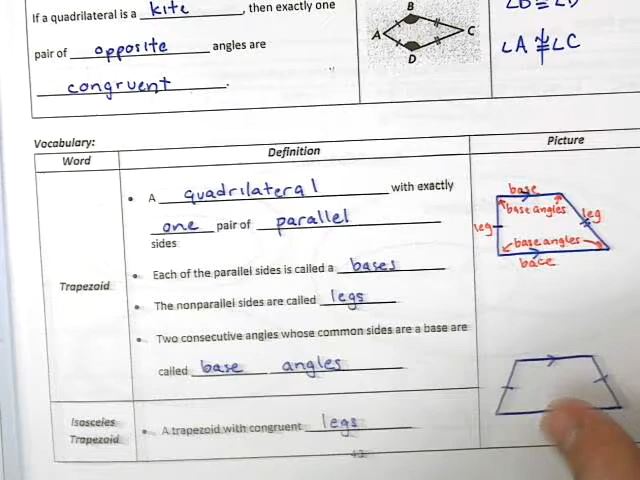 If a quadrilateral is a kite, then exactly one
pair of opposite angles are
congruent.
B
A
C
D
∠B ≅ ∠D
∠A ≇ ∠C
Vocabulary:
Word Definition Picture
Trapezoid
• A quadrilateral with exactly
one pair of parallel
sides
• Each of the parallel sides is called a bases
• The nonparallel sides are called legs
• Two consecutive angles whose common sides are a base are
called base angles
base
base angles
leg leg
base angles
base
Isosceles
Trapezoid
• A trapezoid with congruent legs
42